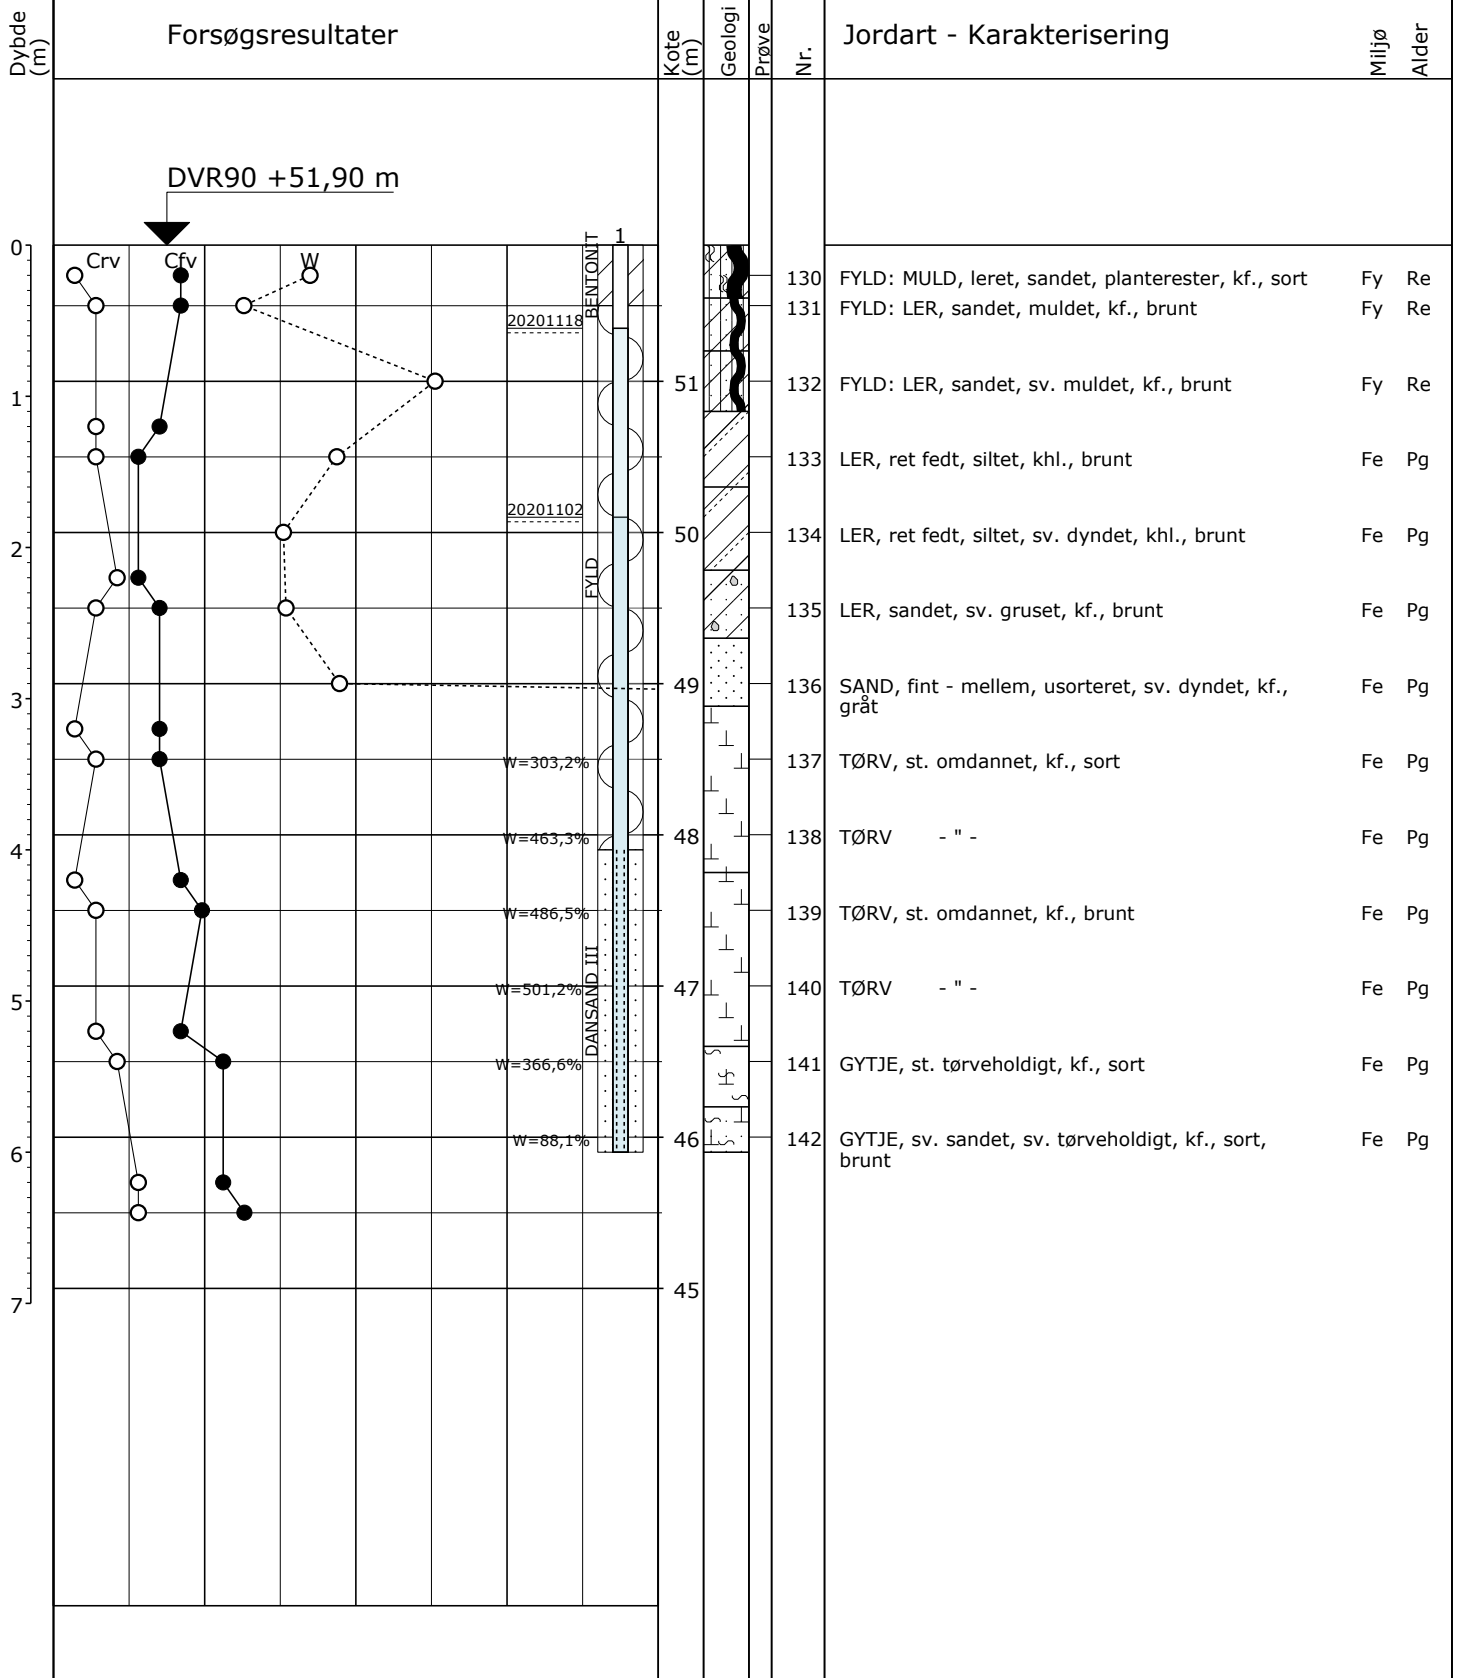 Dybde
(m)
Forsøgsresultater
Kote
(m)
Geologi
Prøve
Nr.
Jordart - Karakterisering
Miljø
Alder
DVR90 +51,90 m
0
Crv
Cfv
W
BENTONIT
1
130 FYLD: MULD, leret, sandet, planterester, kf., sort Fy Re
131 FYLD: LER, sandet, muldet, kf., brunt Fy Re
20201118
51
132 FYLD: LER, sandet, sv. muldet, kf., brunt Fy Re
1
133 LER, ret fedt, siltet, khl., brunt Fe Pg
20201102
50
134 LER, ret fedt, siltet, sv. dyndet, khl., brunt Fe Pg
2
FYLD
135 LER, sandet, sv. gruset, kf., brunt Fe Pg
49
136 SAND, fint - mellem, usorteret, sv. dyndet, kf., Fe Pg
gråt
3
W=303,2%
137 TØRV, st. omdannet, kf., sort Fe Pg
W=463,3%
48
138 TØRV - " - Fe Pg
4
W=486,5%
139 TØRV, st. omdannet, kf., brunt Fe Pg
DANSAND III
W=501,2%
47
140 TØRV - " - Fe Pg
5
W=366,6%
141 GYTJE, st. tørveholdigt, kf., sort Fe Pg
W=88,1%
46
142 GYTJE, sv. sandet, sv. tørveholdigt, kf., sort, Fe Pg
brunt
6
45
7